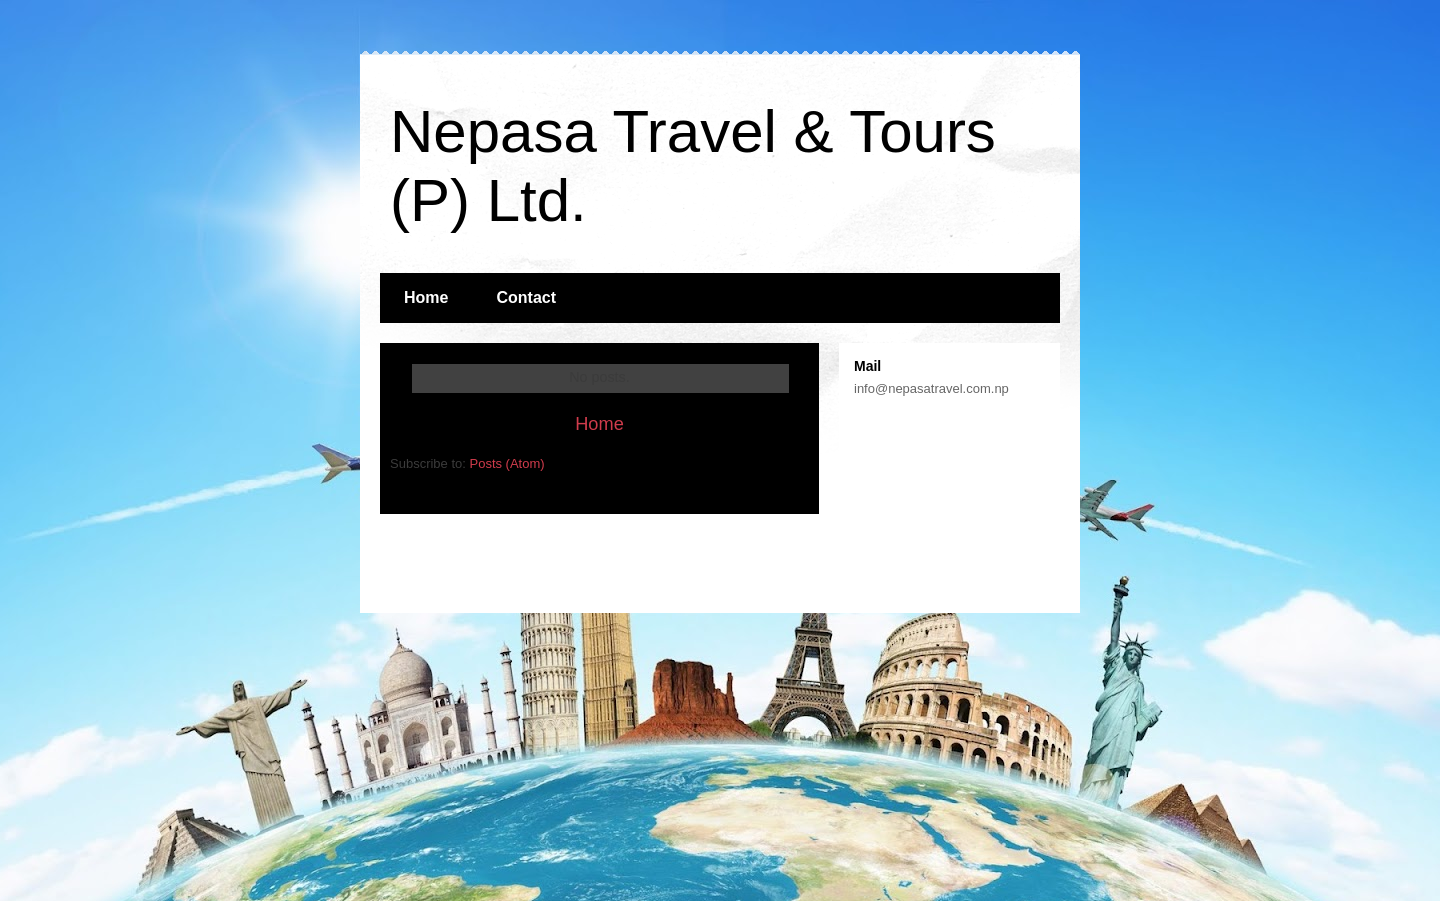 Nepasa Travel & Tours
(P) Ltd.
Home
Contact
No posts.
Home
Subscribe to: Posts (Atom)
Mail
info@nepasatravel.com.np